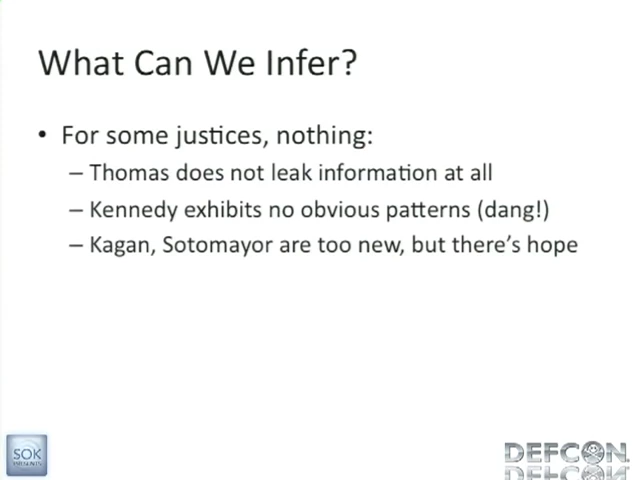 What Can We Infer?
• For some justices, nothing:
– Thomas does not leak information at all
– Kennedy exhibits no obvious patterns (dang!)
– Kagan, Sotomayor are too new, but there's hope
SOK
PRESENTS
DEFCON